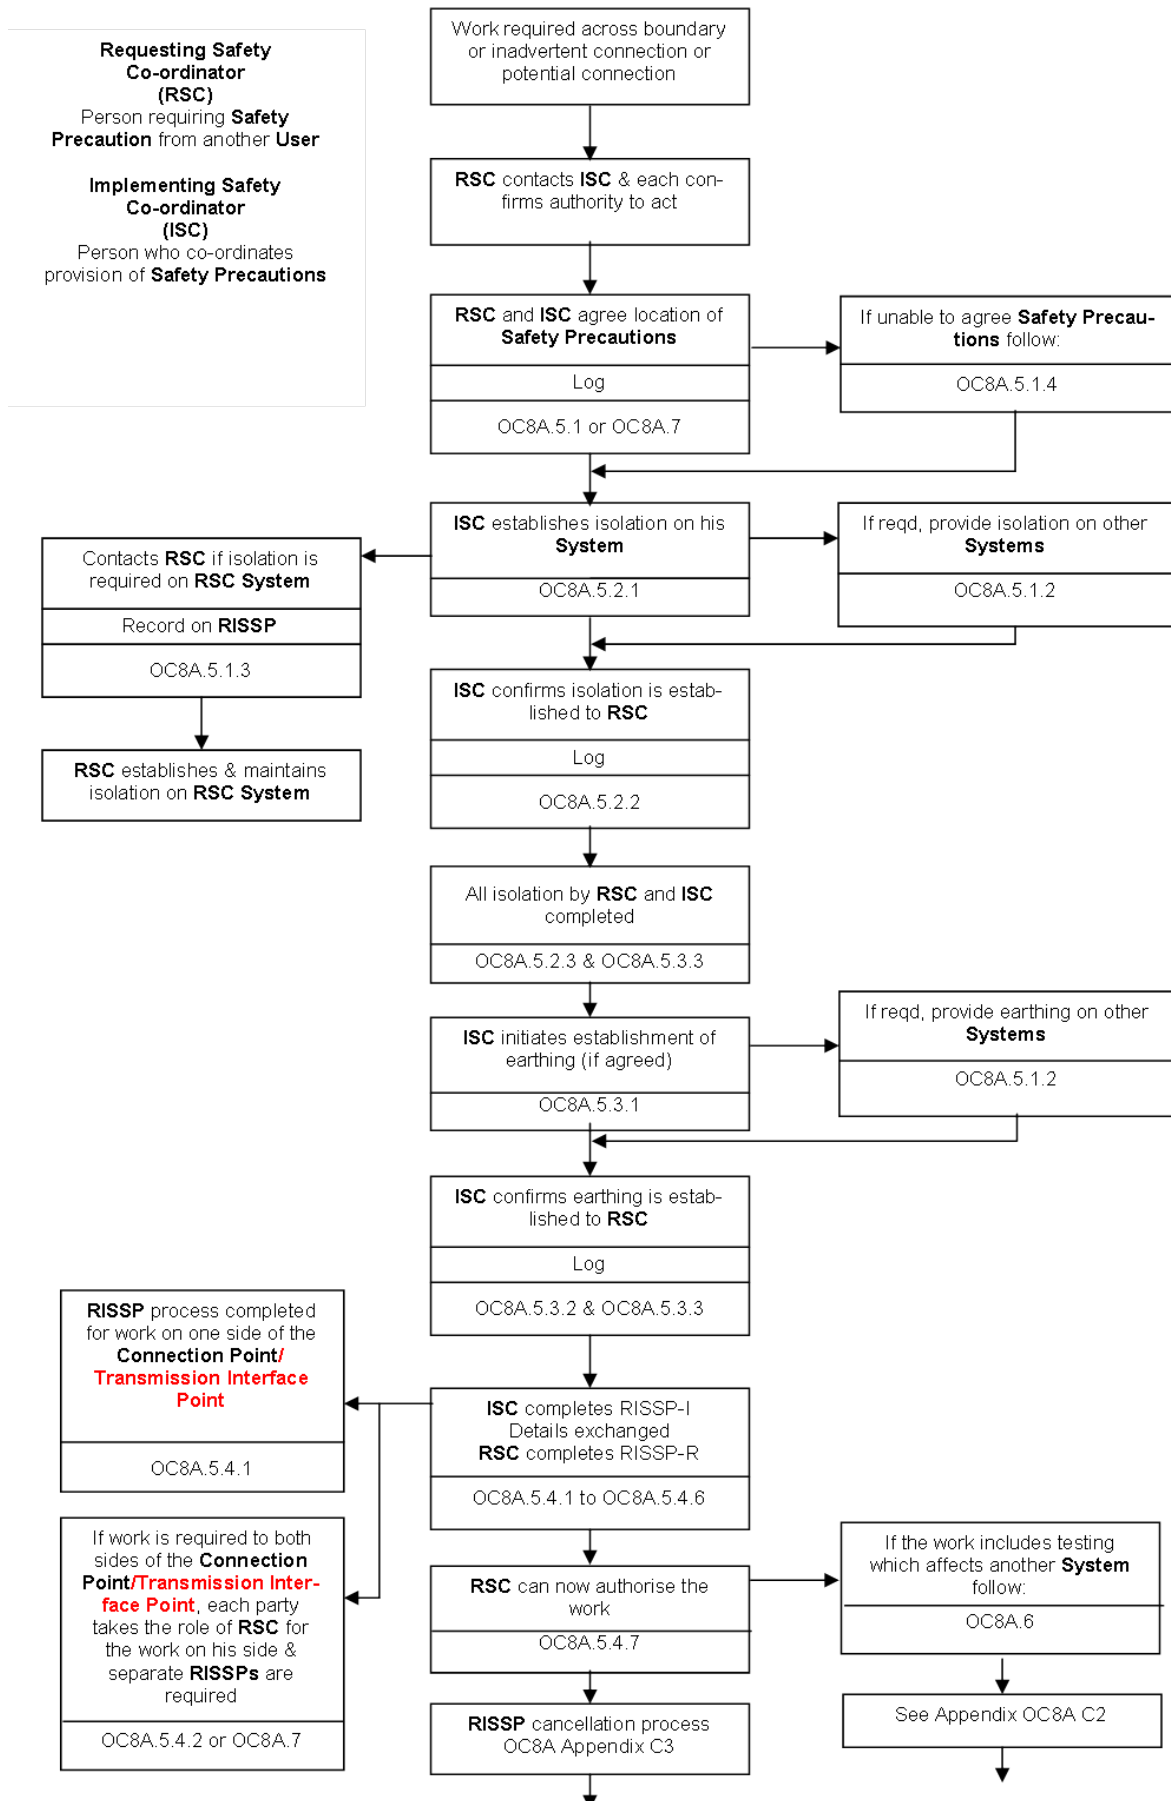 Requesting Safety
Co-ordinator
(RSC)
Person requiring Safety
Precaution from another User
Implementing Safety
Co-ordinator
(ISC)
Person who co-ordinates
provision of Safety Precautions
Work required across boundary
or inadvertent connection or
potential connection
RSC contacts ISC & each con-
firms authority to act
RSC and ISC agree location of
Safety Precautions
Log
OC8A.5.1 or OC8A.7
If unable to agree Safety Precau-
tions follow:
OC8A.5.1.4
ISC establishes isolation on his
System
OC8A.5.2.1
If reqd, provide isolation on other
Systems
OC8A.5.1.2
Contacts RSC if isolation is
required on RSC System
Record on RISSP
OC8A.5.1.3
RSC establishes & maintains
isolation on RSC System
ISC confirms isolation is estab-
lished to RSC
Log
OC8A.5.2.2
All isolation by RSC and ISC
completed
OC8A.5.2.3 & OC8A.5.3.3
ISC initiates establishment of
earthing (if agreed)
OC8A.5.3.1
If reqd, provide earthing on other
Systems
OC8A.5.1.2
ISC confirms earthing is estab-
lished to RSC
Log
OC8A.5.3.2 & OC8A.5.3.3
RISSP process completed
for work on one side of the
Connection Point/
Transmission Interface
Point
OC8A.5.4.1
ISC completes RISSP-I
Details exchanged
RSC completes RISSP-R
OC8A.5.4.1 to OC8A.5.4.6
If work is required to both
sides of the Connection
Point/Transmission Inter-
face Point, each party
takes the role of RSC for
the work on his side &
separate RISSPs are
required
OC8A.5.4.2 or OC8A.7
RSC can now authorise the
work
OC8A.5.4.7
If the work includes testing
which affects another System
follow:
OC8A.6
RISSP cancellation process
OC8A Appendix C3
See Appendix OC8A C2